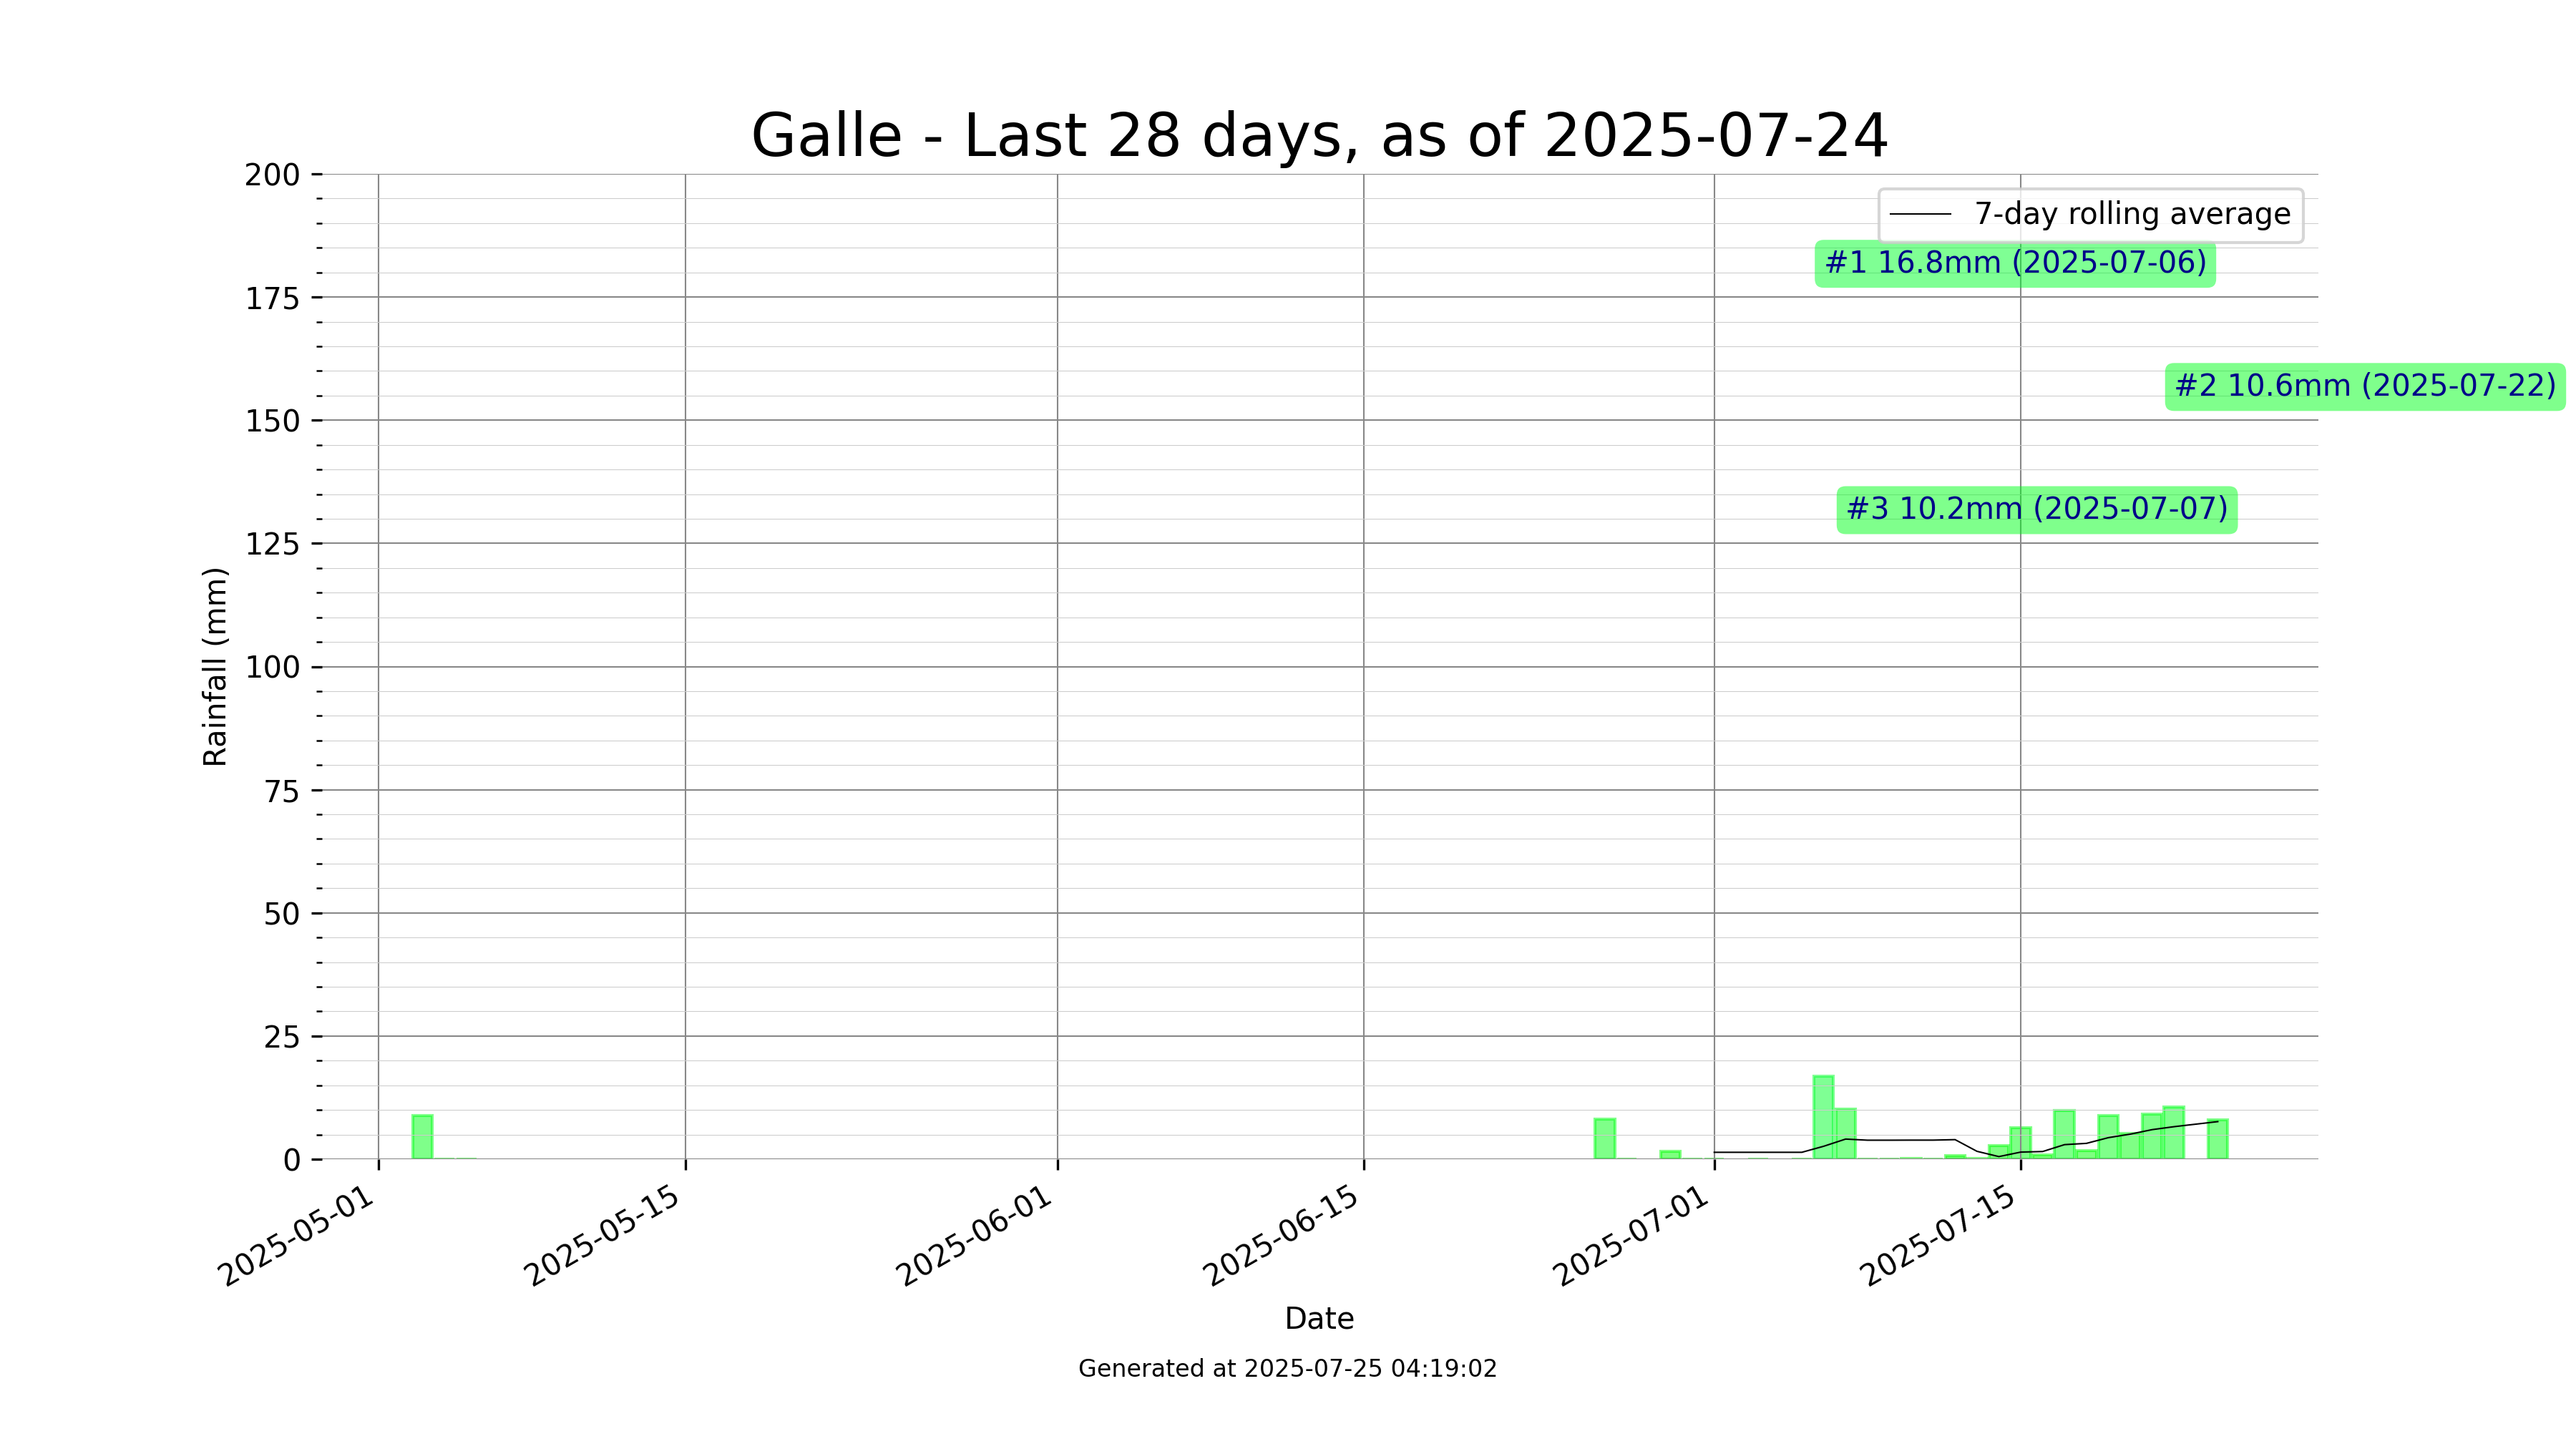 Galle - Last 28 days, as of 2025-07-24
200
175
150
125
100
75
50
25
0
Rainfall (mm)
7-day rolling average
#1 16.8mm (2025-07-06)
#2 10.6mm (2025-07-22)
#3 10.2mm (2025-07-07)
2025-05-01
2025-05-15
2025-06-01
2025-06-15
2025-07-01
2025-07-15
Date
Generated at 2025-07-25 04:19:02